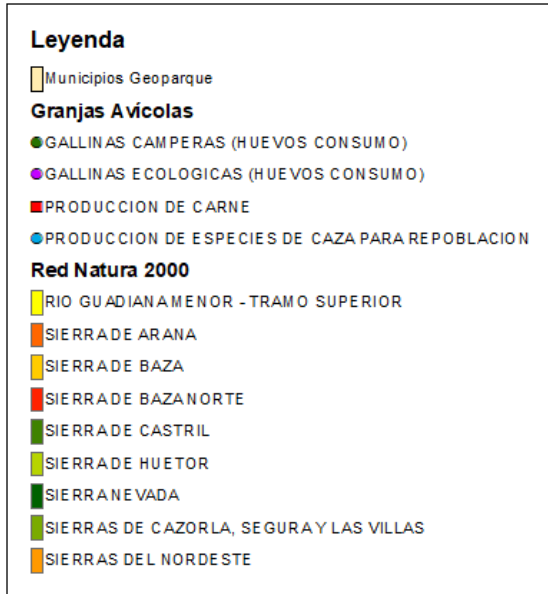 Leyenda
Municipios Geoparque
Granjas Avícolas
GALLINAS CAMPERAS (HUEVOS CONSUMO)
GALLINAS ECOLOGICAS (HUEVOS CONSUMO)
PRODUCCION DE CARNE
PRODUCCION DE ESPECIES DE CAZA PARA REPOBLACION
Red Natura 2000
RIO GUADIANA MENOR - TRAMO SUPERIOR
SIERRA DE ARANA
SIERRA DE BAZA
SIERRA DE BAZA NORTE
SIERRA DE CASTRIL
SIERRA DE HUETOR
SIERRA NEVADA
SIERRAS DE CAZORLA, SEGURA Y LAS VILLAS
SIERRAS DEL NORDESTE